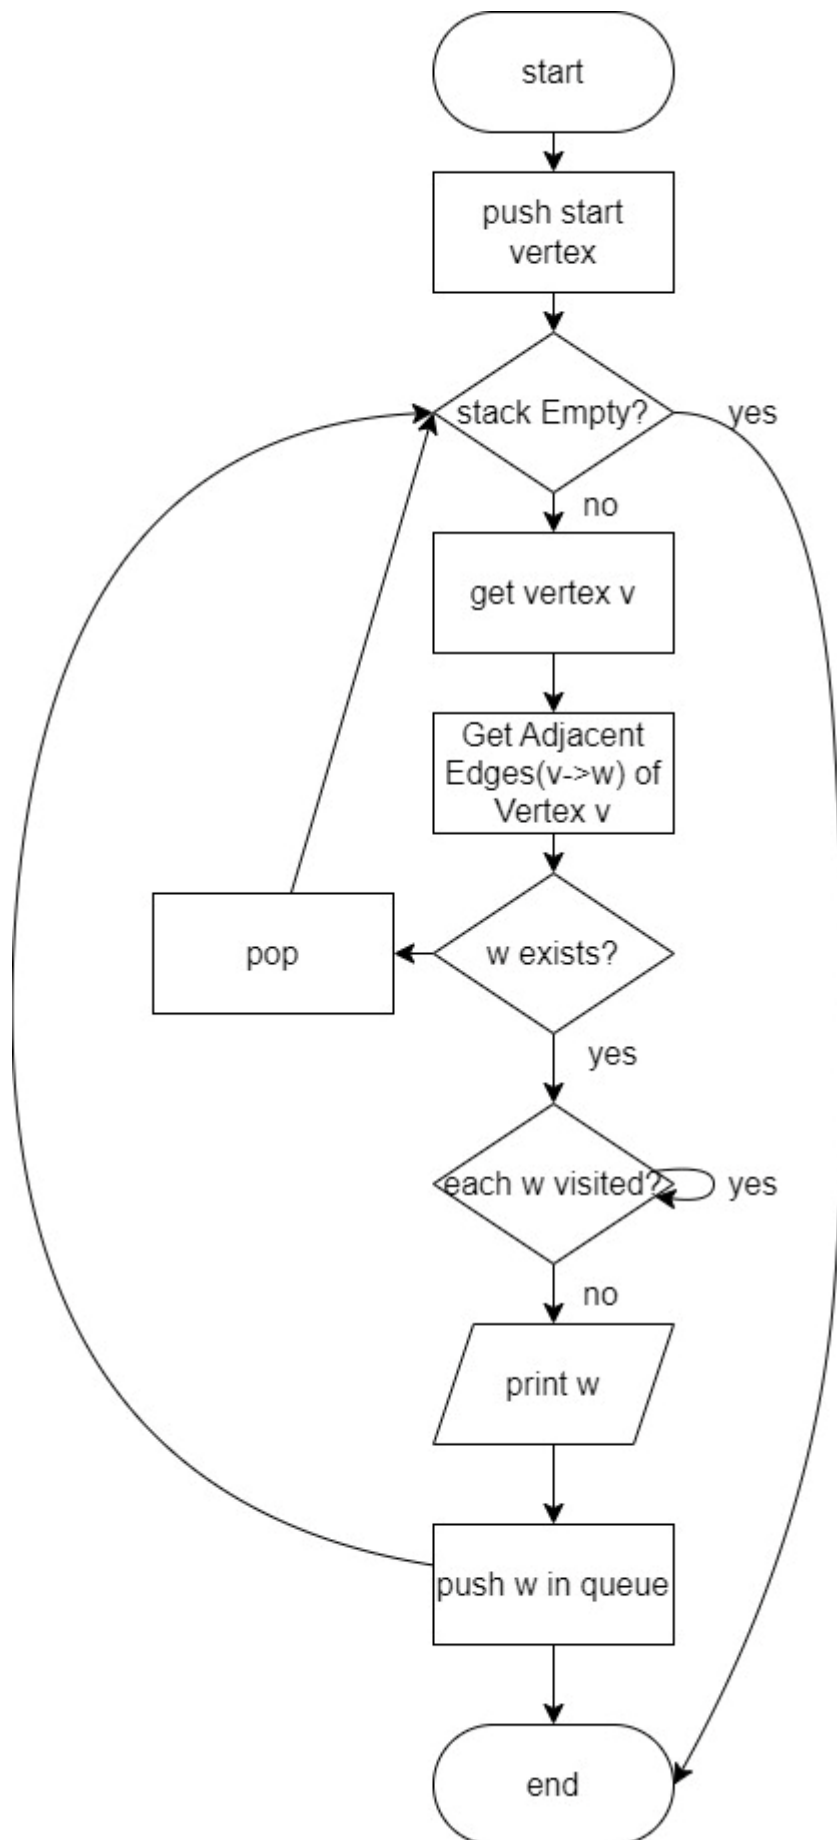 start
push start
vertex
stack Empty?
yes
no
get vertex v
Get Adjacent
Edges(v->w) of
Vertex v
pop
w exists?
yes
each w visited?
yes
no
print w
push w in queue
end